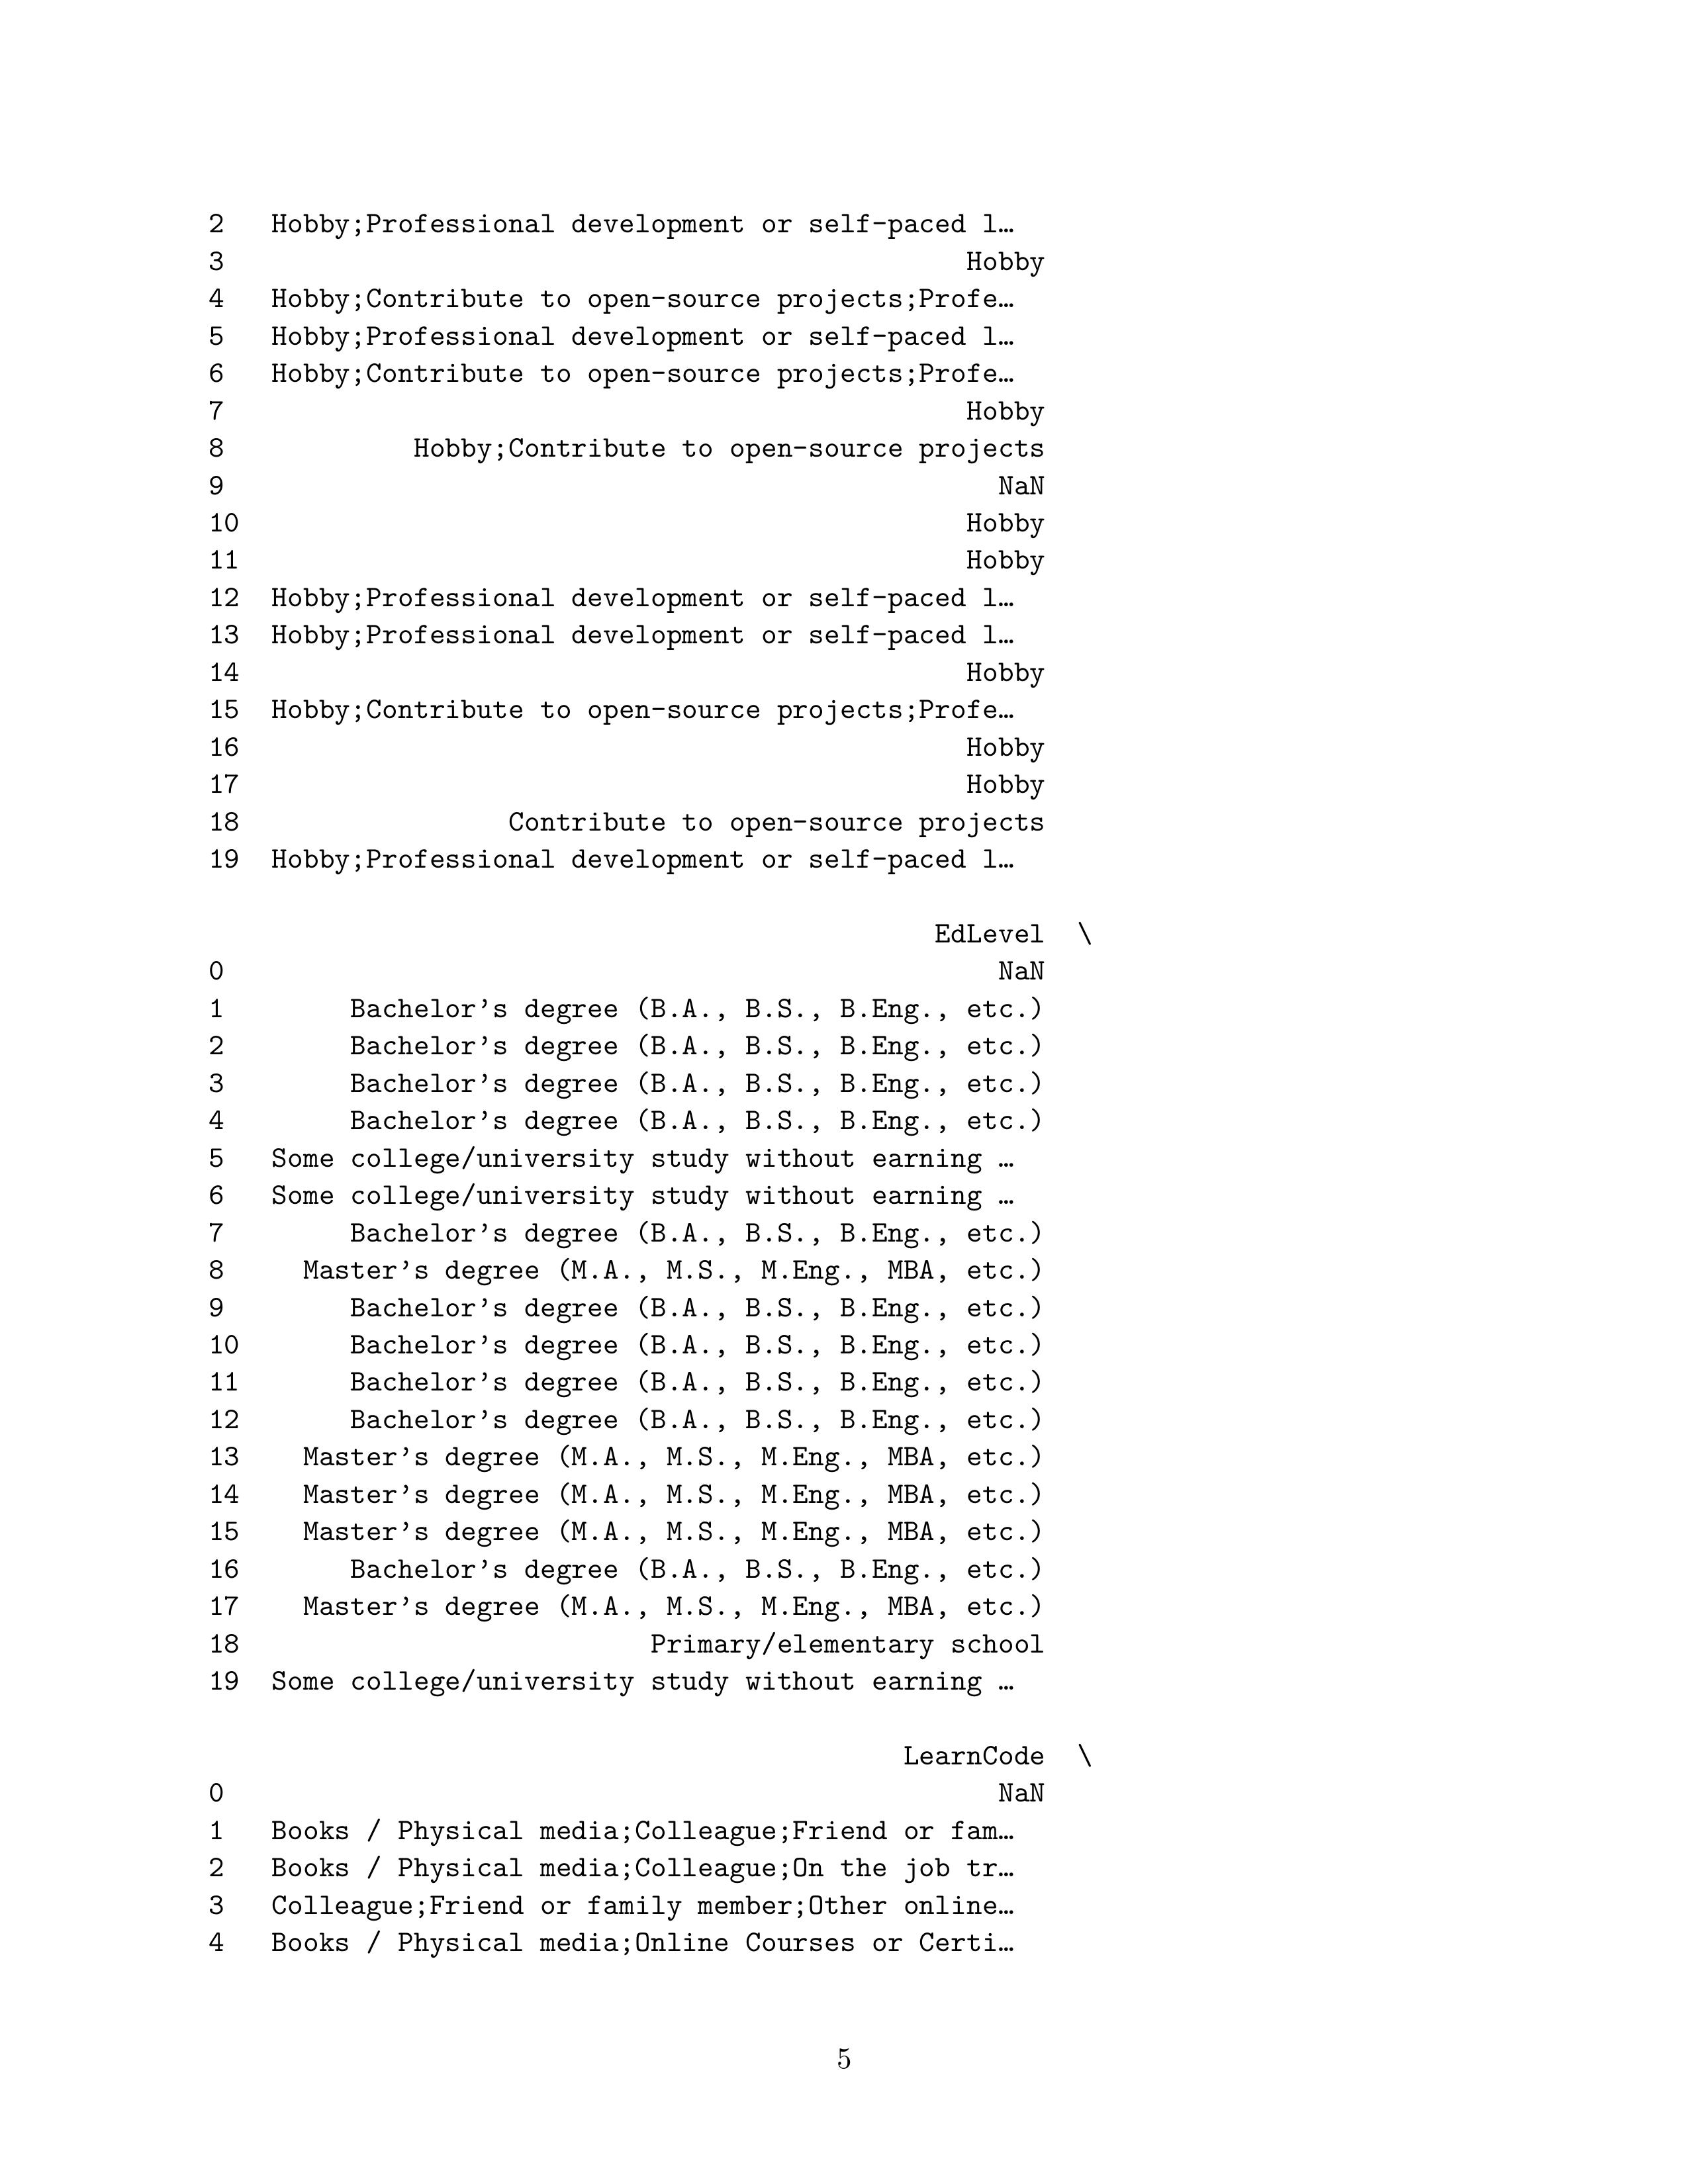 2 Hobby;Professional development or self-paced l…
3 Hobby
4 Hobby;Contribute to open-source projects;Profe…
5 Hobby;Professional development or self-paced l…
6 Hobby;Contribute to open-source projects;Profe…
7 Hobby
8 Hobby;Contribute to open-source projects
9 NaN
10 Hobby
11 Hobby
12 Hobby;Professional development or self-paced l…
13 Hobby;Professional development or self-paced l…
14 Hobby
15 Hobby;Contribute to open-source projects;Profe…
16 Hobby
17 Hobby
18 Contribute to open-source projects
19 Hobby;Professional development or self-paced l…
EdLevel \
0 NaN
1 Bachelor’s degree (B.A., B.S., B.Eng., etc.)
2 Bachelor’s degree (B.A., B.S., B.Eng., etc.)
3 Bachelor’s degree (B.A., B.S., B.Eng., etc.)
4 Bachelor’s degree (B.A., B.S., B.Eng., etc.)
5 Some college/university study without earning …
6 Some college/university study without earning …
7 Bachelor’s degree (B.A., B.S., B.Eng., etc.)
8 Master’s degree (M.A., M.S., M.Eng., MBA, etc.)
9 Bachelor’s degree (B.A., B.S., B.Eng., etc.)
10 Bachelor’s degree (B.A., B.S., B.Eng., etc.)
11 Bachelor’s degree (B.A., B.S., B.Eng., etc.)
12 Bachelor’s degree (B.A., B.S., B.Eng., etc.)
13 Master’s degree (M.A., M.S., M.Eng., MBA, etc.)
14 Master’s degree (M.A., M.S., M.Eng., MBA, etc.)
15 Master’s degree (M.A., M.S., M.Eng., MBA, etc.)
16 Bachelor’s degree (B.A., B.S., B.Eng., etc.)
17 Master’s degree (M.A., M.S., M.Eng., MBA, etc.)
18 Primary/elementary school
19 Some college/university study without earning …
LearnCode \
0 NaN
1 Books / Physical media;Colleague;Friend or fam…
2 Books / Physical media;Colleague;On the job tr…
3 Colleague;Friend or family member;Other online…
4 Books / Physical media;Online Courses or Certi…
5